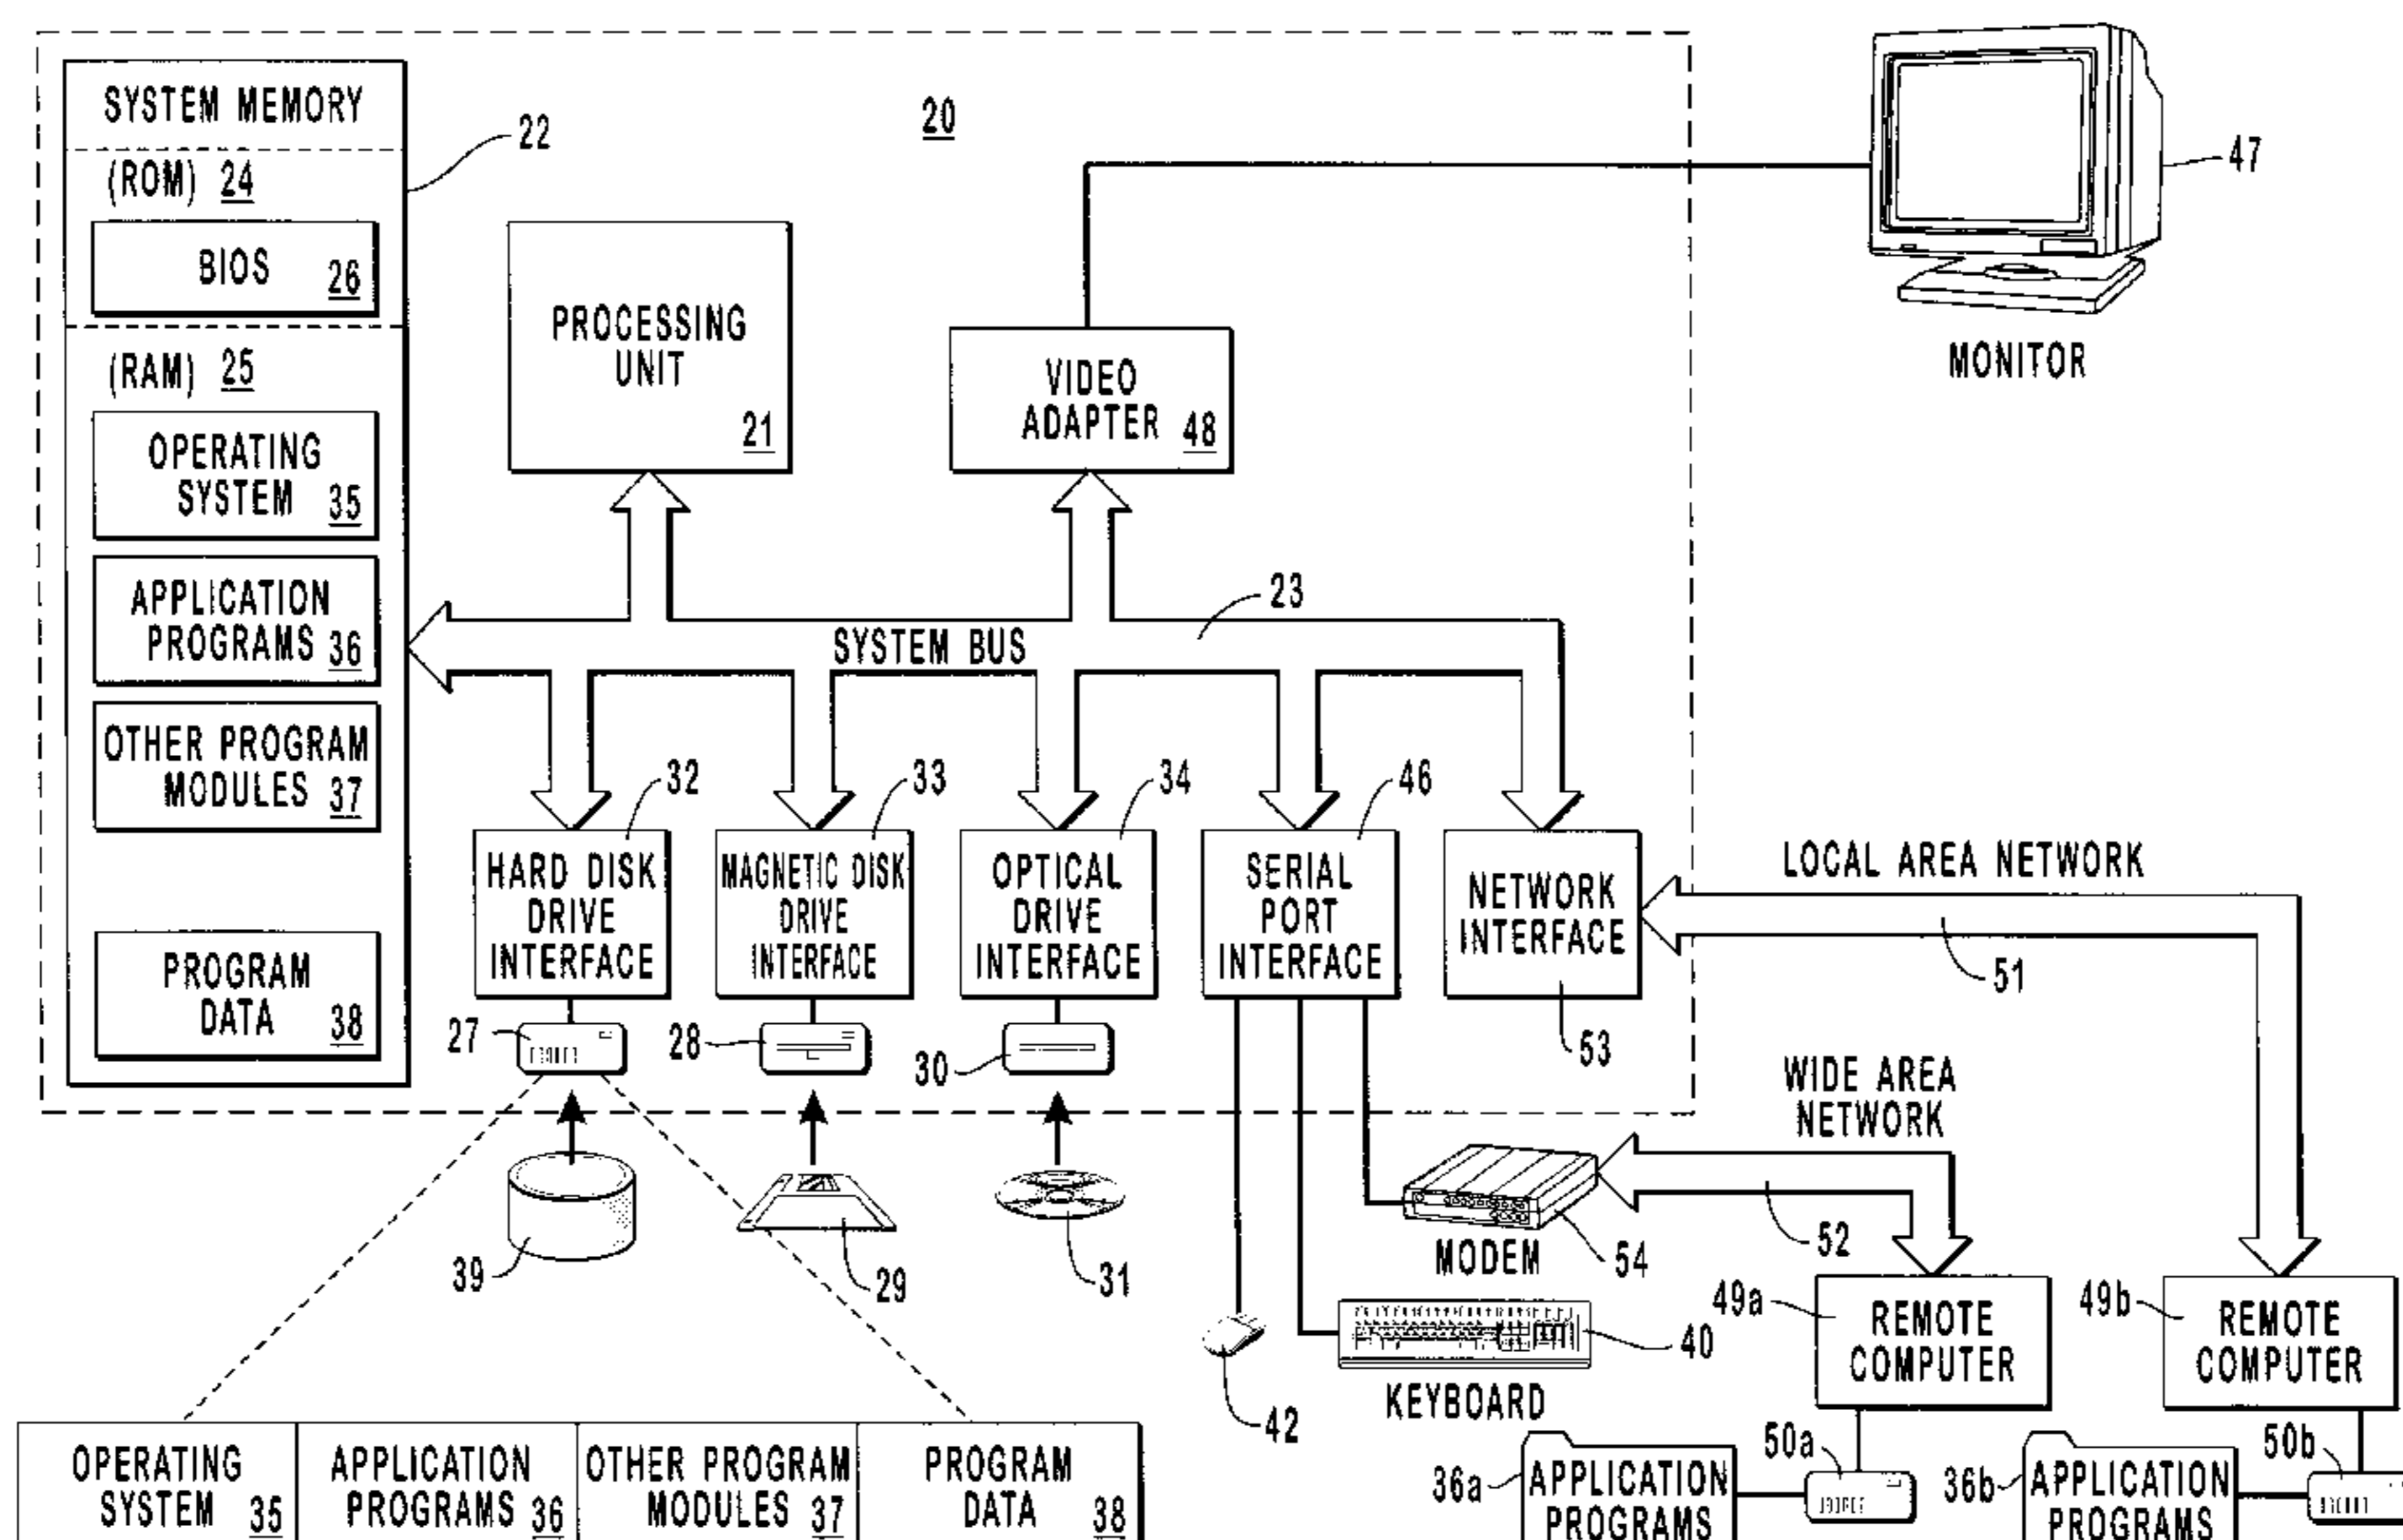 SYSTEM MEMORY
22
(ROM) 24
BIOS
26
(RAM) 25
OPERATING
SYSTEM 35
APPLICATION
PROGRAMS 36
OTHER PROGRAM
MODULES 37
PROGRAM
DATA 38
20
PROCESSING
UNIT
21
VIDEO
ADAPTER 48
47
MONITOR
23
SYSTEM BUS
32
HARD DISK
DRIVE
INTERFACE
33
MAGNETIC DISK
DRIVE
INTERFACE
34
OPTICAL
DRIVE
INTERFACE
46
SERIAL
PORT
INTERFACE
NETWORK
INTERFACE
53
LOCAL AREA NETWORK
51
27
28
30
WIDE AREA
NETWORK
52
39
29
31
MODEM
54
42
40
KEYBOARD
49a
REMOTE
COMPUTER
49b
REMOTE
COMPUTER
OPERATING
SYSTEM 35
APPLICATION
PROGRAMS 36
OTHER PROGRAM
MODULES 37
PROGRAM
DATA 38
36a
APPLICATION
PROGRAMS
50a
36b
APPLICATION
PROGRAMS
50b